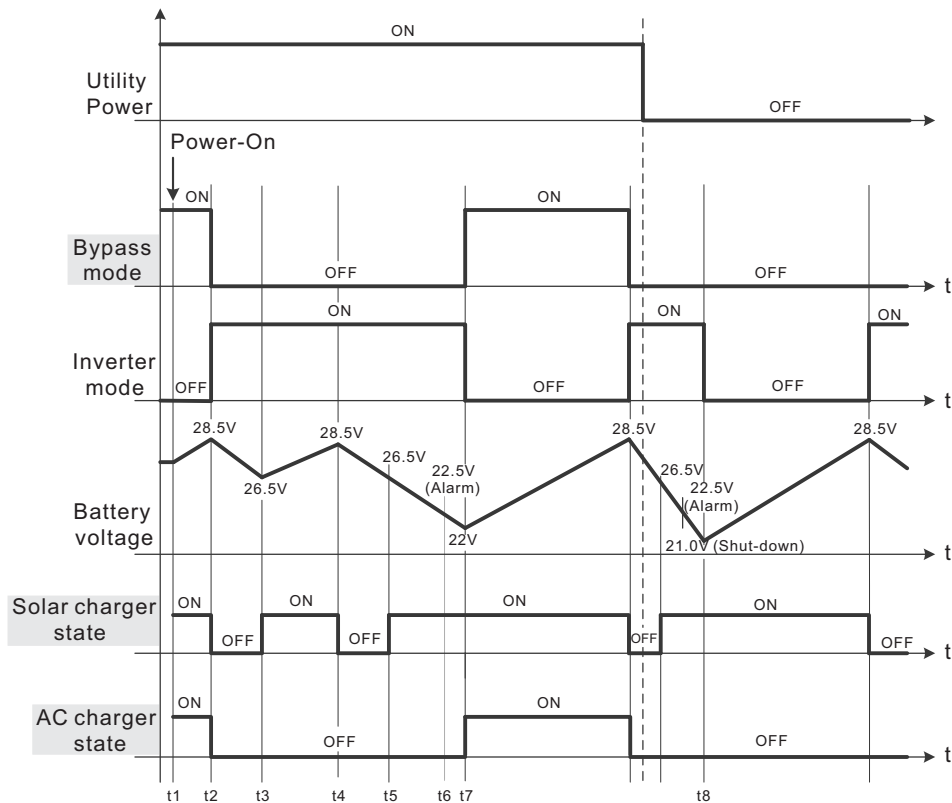 ON
Utility
Power
OFF
Power-On
ON
ON
Bypass
mode
OFF
OFF
t
ON
ON
ON
Inverter
mode
OFF
OFF
OFF
t
28.5V
28.5V
28.5V
28.5V
26.5V
26.5V
22.5V
(Alarm)
26.5V
22.5V
(Alarm)
Battery
voltage
22V
21.0V (Shut-down)
t
Solar charger
state
ON
ON
ON
ON
OFF
OFF
OFF
OFF
t
AC charger
state
ON
ON
OFF
OFF
t
t1
t2
t3
t4
t5
t6
t7
t8